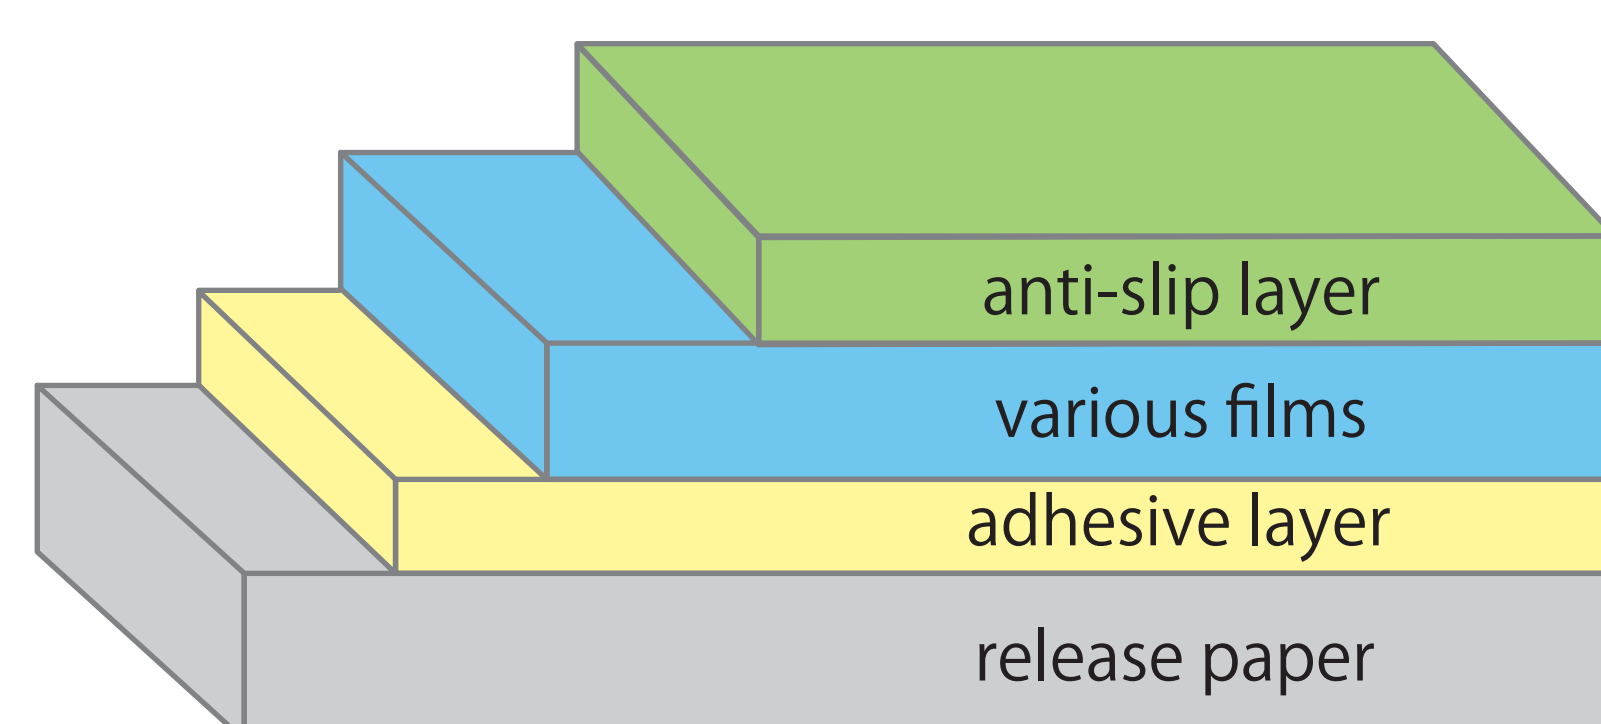 anti-slip layer
various films
adhesive layer
release paper